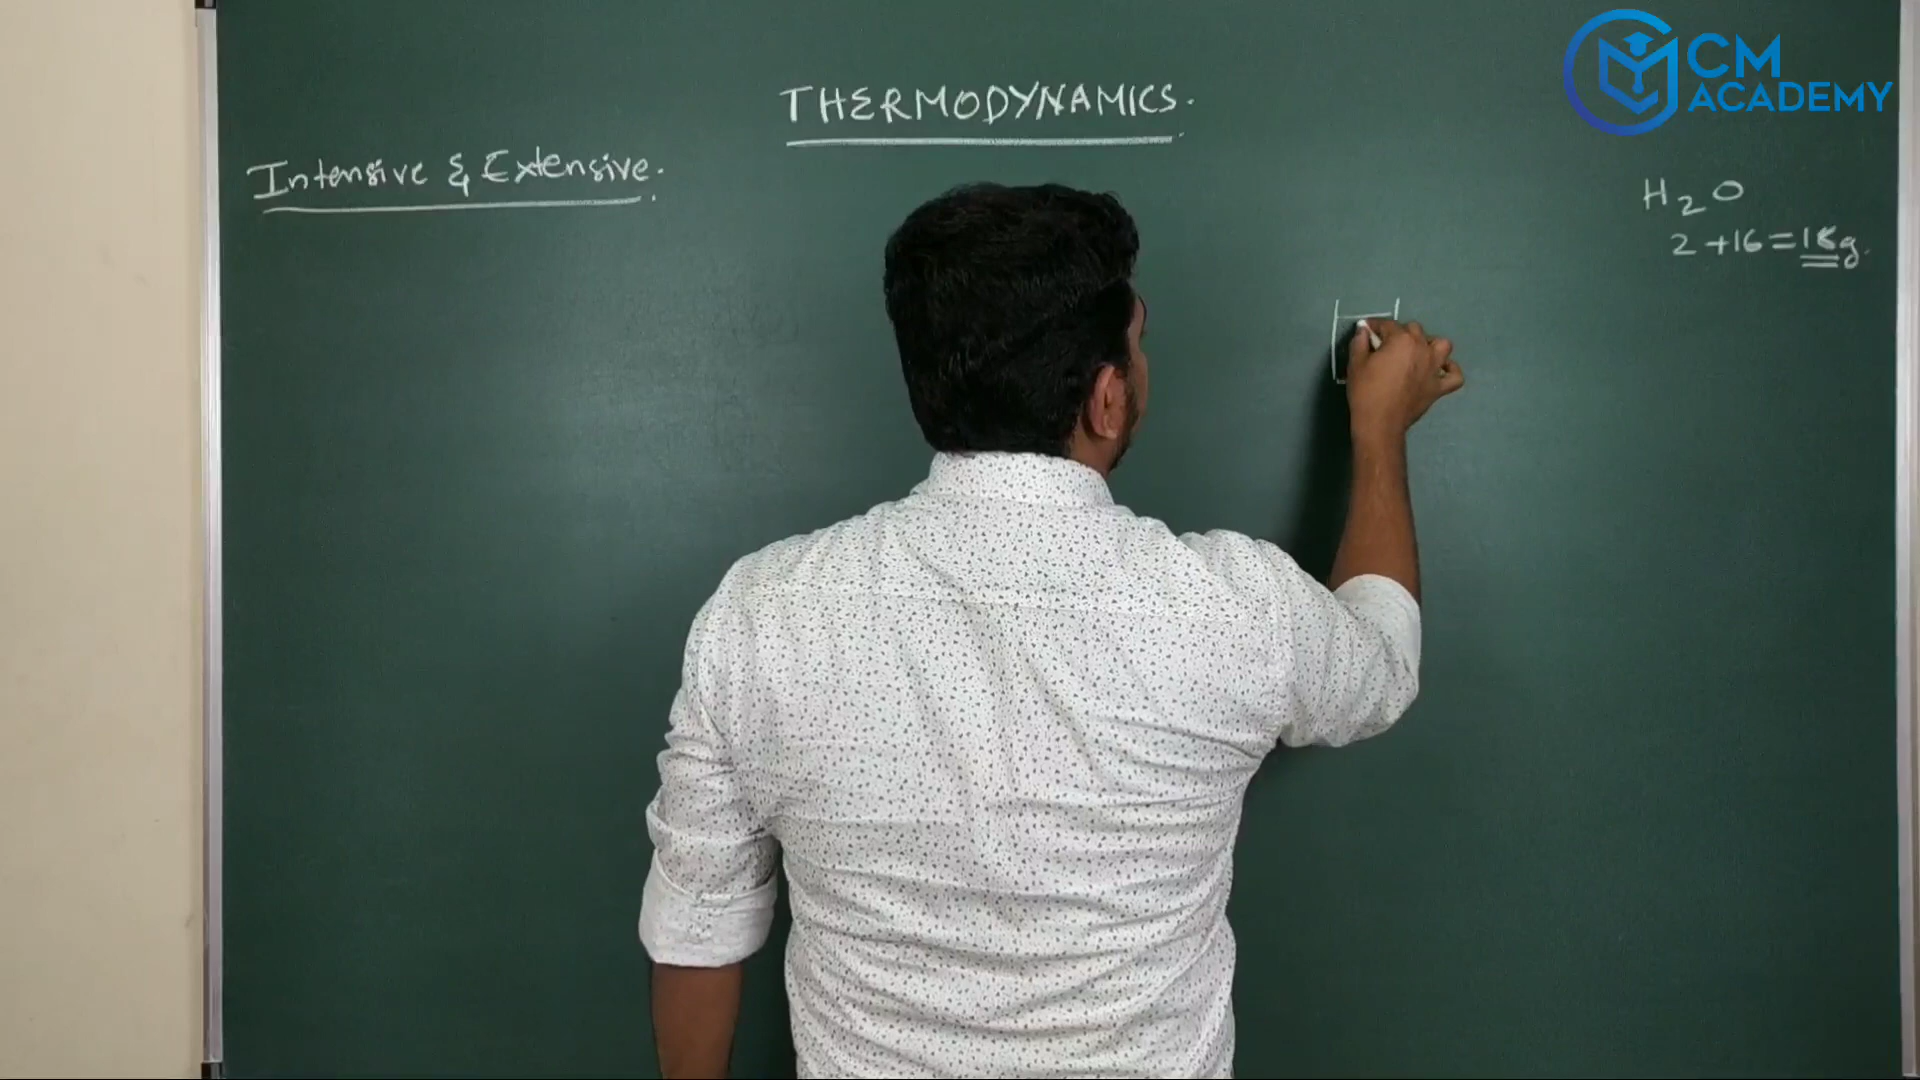 THERMODYNAMICS.
Intensive & Extensive.
H2O
2 + 16 = 18g.
CM
ACADEMY